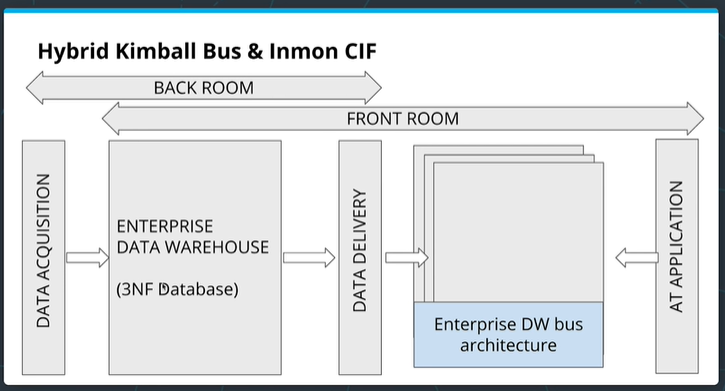 Hybrid Kimball Bus & Inmon CIF
BACK ROOM
FRONT ROOM
DATA ACQUISITION
ENTERPRISE
DATA WAREHOUSE
(3NF Database)
DATA DELIVERY
Enterprise DW bus
architecture
AT APPLICATION